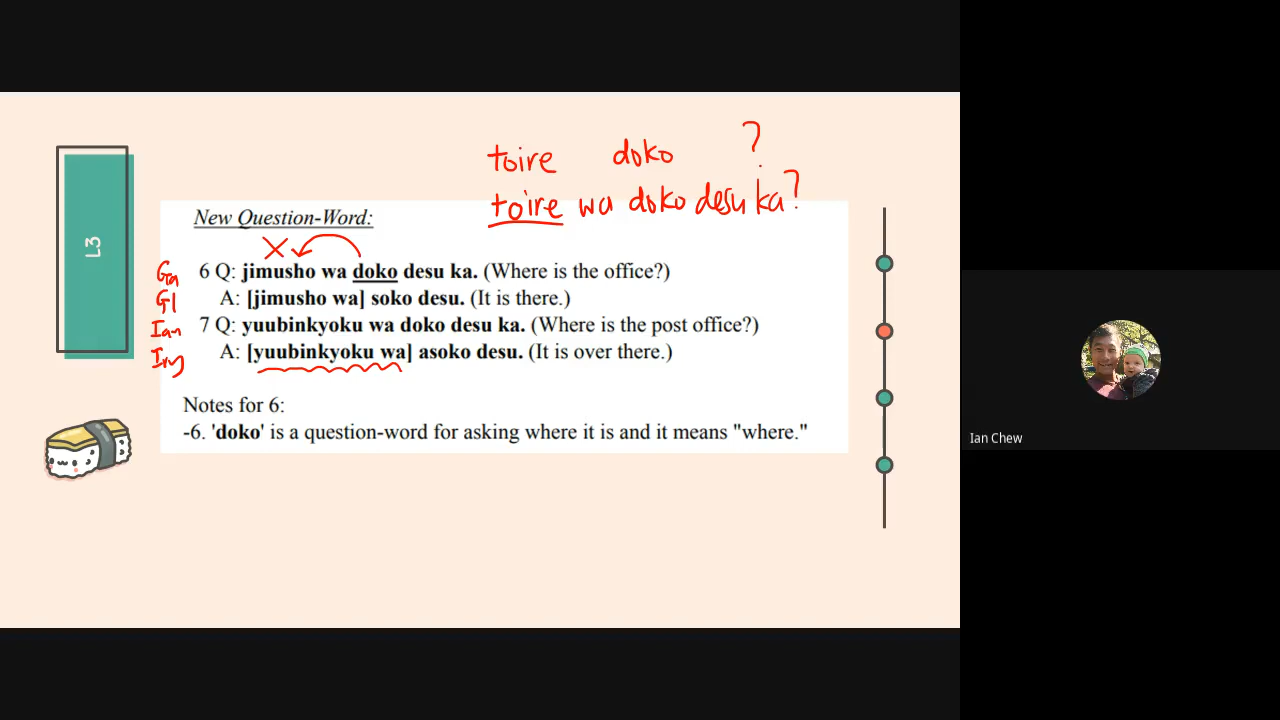 toire doko ?
toire wa doko desu ka?
L3
New Question-Word:
Ga 6 Q: jimusho wa doko desu ka. (Where is the office?)
Gl A: [jimusho wa] soko desu. (It is there.)
Ian 7 Q: yuubinkyoku wa doko desu ka. (Where is the post office?)
A: [yuubinkyoku wa] asoko desu. (It is over there.)
Notes for 6:
-6. 'doko' is a question-word for asking where it is and it means "where."
Ian Chew